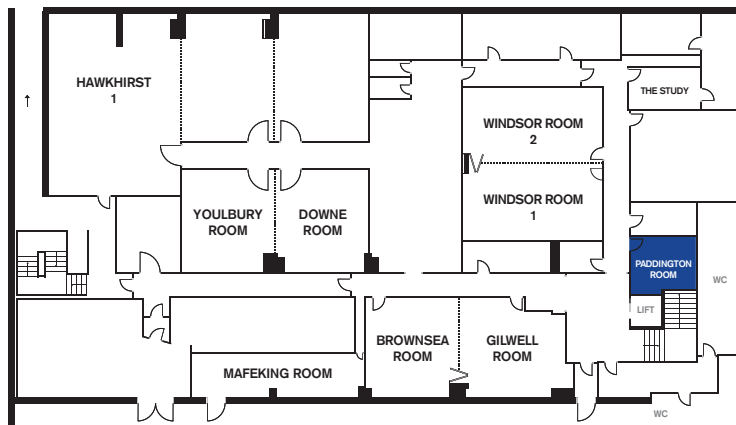 HAWKHIRST
1
THE STUDY
WINDSOR ROOM
2
WINDSOR ROOM
1
YOULBURY
ROOM
DOWNE
ROOM
PADDINGTON
ROOM
WC
LIFT
BROWNSEA
ROOM
GILWELL
ROOM
MAFEKING ROOM
WC